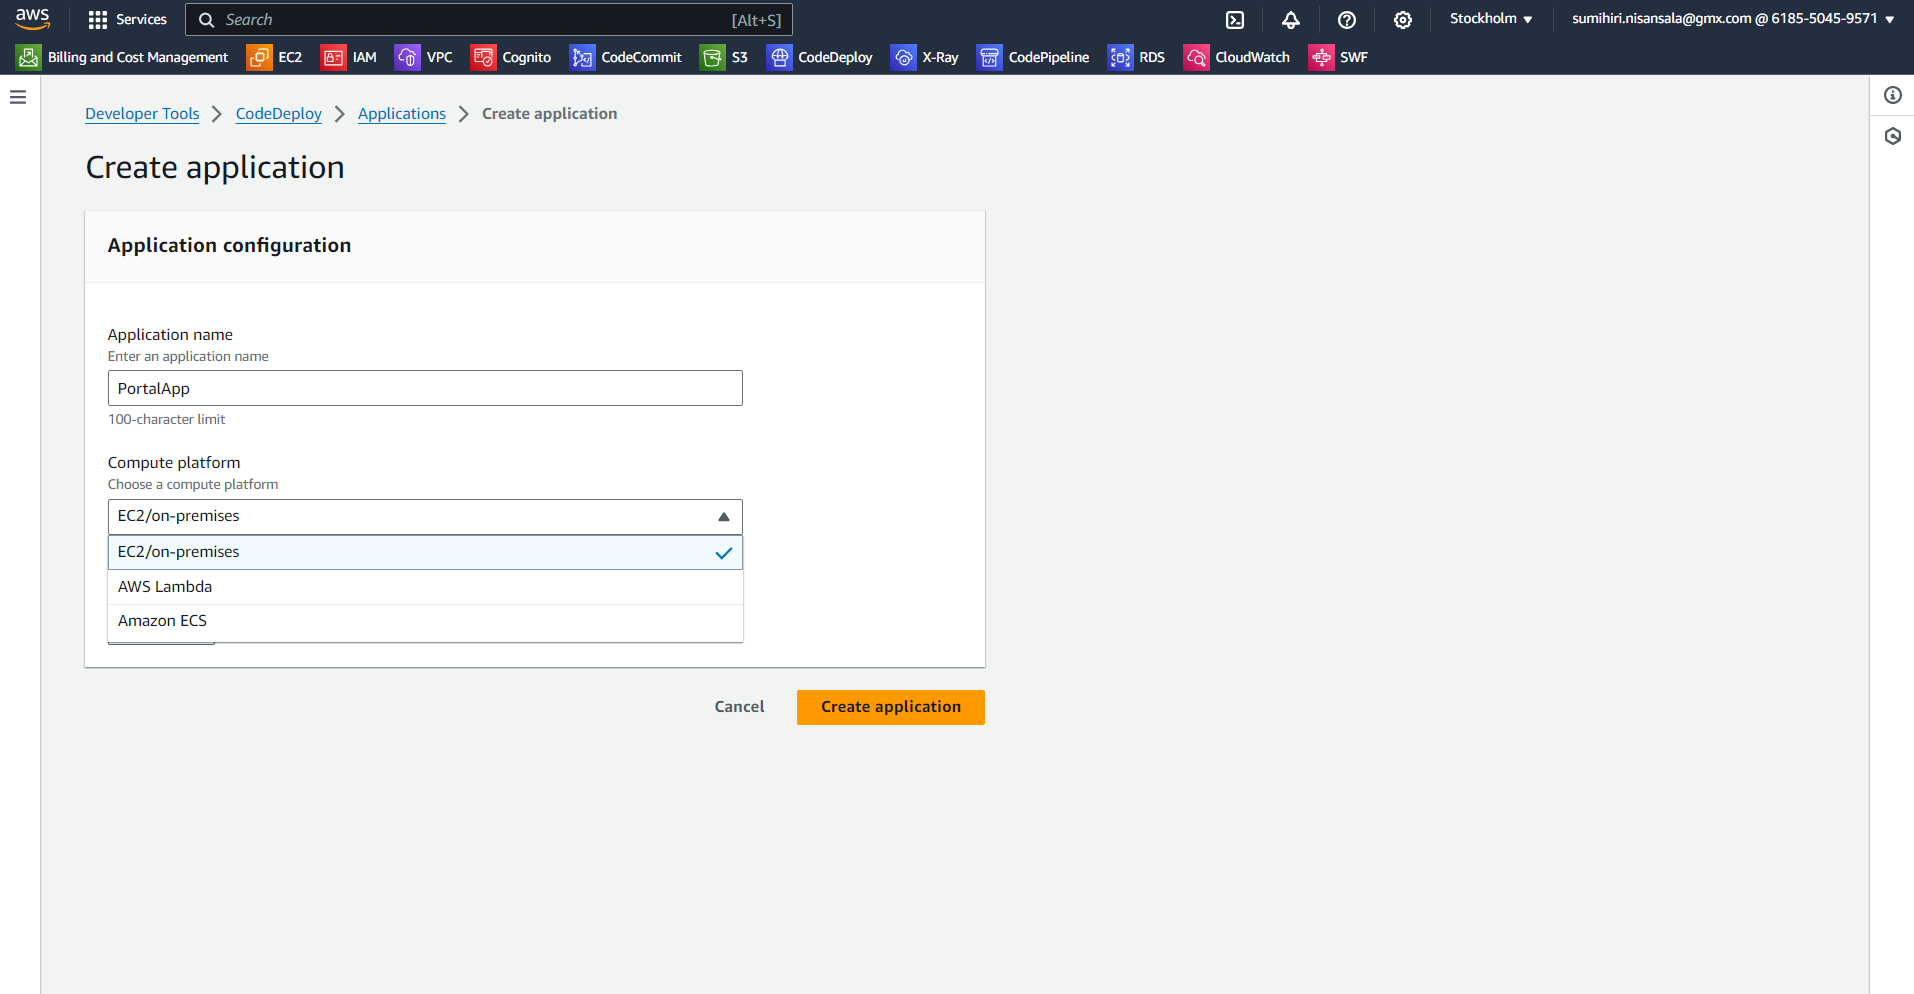 aws Services Search [Alt+S] Stockholm ▼ sumihiri.nisansala@gmx.com @ 6185-5045-9571 ▼
Billing and Cost Management EC2 IAM VPC Cognito CodeCommit S3 CodeDeploy X-Ray CodePipeline RDS CloudWatch SWF
Developer Tools > CodeDeploy > Applications > Create application
Create application
Application configuration
Application name
Enter an application name
PortalApp
100-character limit
Compute platform
Choose a compute platform
EC2/on-premises
EC2/on-premises
AWS Lambda
Amazon ECS
Cancel Create application